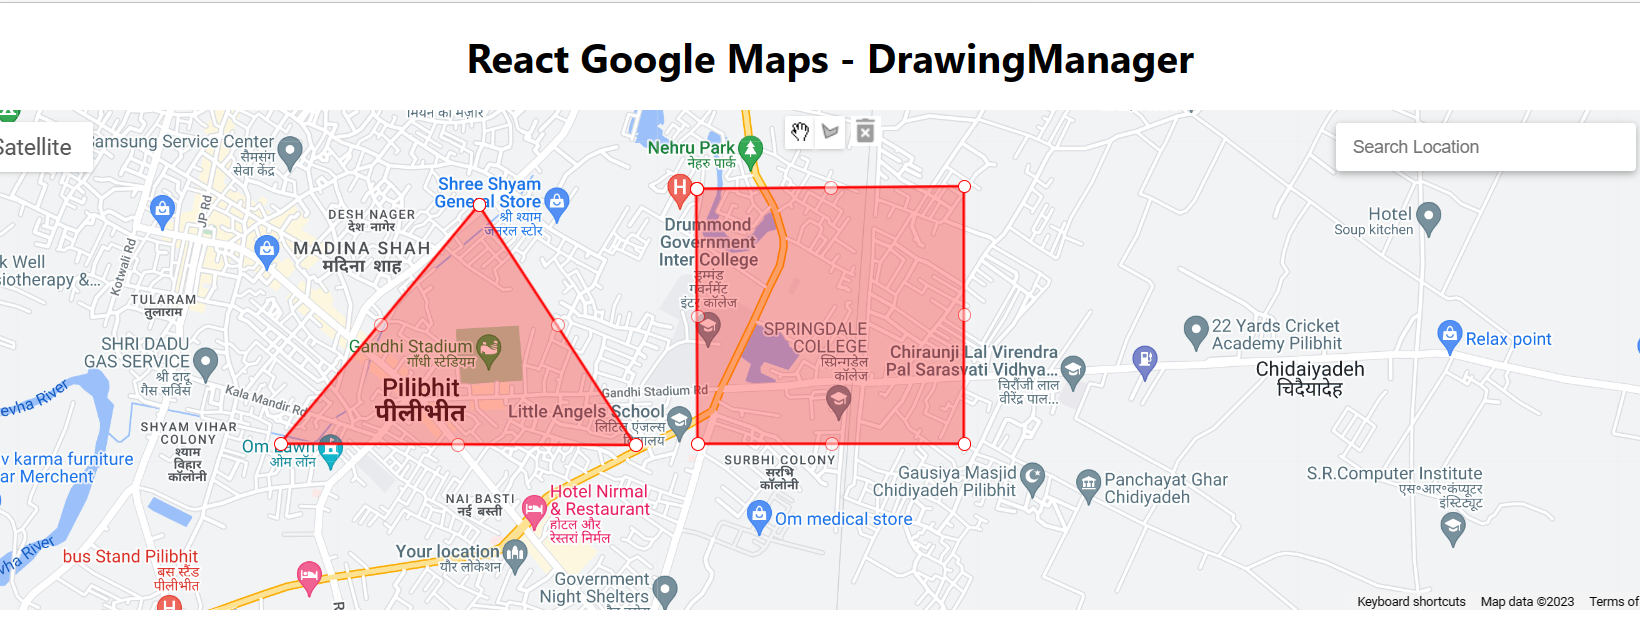 React Google Maps - DrawingManager
Satellite
Search Location
Samsung Service Center
सैमसंग
सेवा केंद्र
JP Rd
Kotwali Rd
DESH NAGER
देश नागेर
MADINA SHAH
मदिना शाह
Shree Shyam
General Store
श्री श्याम
जनरल स्टोर
Nehru Park
नेहरु पार्क
Drummond
Government
Inter College
ड्रममंड
गवर्नमेंट
इंटर कॉलेज
Hotel
Soup kitchen
k Well
siotherapy &...
TULARAM
तुलाराम
SHRI DADU
GAS SERVICE
श्री दादू
गैस सर्विस
Gandhi Stadium
गाँधी स्टेडियम
Pilibhit
पीलीभीत
SPRINGDALE
COLLEGE
स्प्रिन्गडेल
कॉलेज
Chiraunji Lal Virendra
Pal Sarasvati Vidhya...
चिरौंजी लाल
वीरेंद्र पाल...
22 Yards Cricket
Academy Pilibhit
Relax point
Chidaiyadeh
चिदैयादेह
evha River
Kala Mandir Rd
Gandhi Stadium Rd
Little Angels School
लिटिल एंजल्स
SHYAM VIHAR
COLONY
श्याम
विहार
कॉलोनी
Om Lawn
ओम लॉन
v karma furniture
ar Merchent
SURBHI COLONY
सुरभि
कॉलोनी
Gausiya Masjid
Chidiyadeh Pilibhit
Panchayat Ghar
Chidiyadeh
S.R.Computer Institute
एस॰आर॰कंप्यूटर
इंस्टिट्यूट
NAI BASTI
नई बस्ती
Hotel Nirmal
& Restaurant
होटल और
रेस्तरां निर्मल
Om medical store
Your location
यौर लोकेशन
vha River
bus Stand Pilibhit
बस स्टैंड
पीलीभीत
Government
Night Shelters
Keyboard shortcuts
Map data ©2023
Terms of